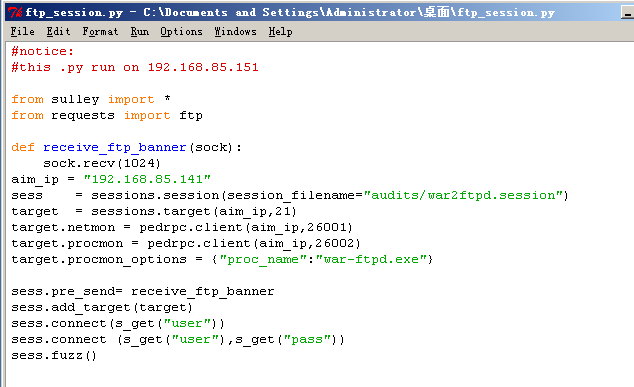 ftp_session.py - C:\Documents and Settings\Administrator\桌面\ftp_session.py
File Edit Format Run Options Windows Help
#notice:
#this .py run on 192.168.85.151
from sulley import *
from requests import ftp
def receive_ftp_banner(sock):
    sock.recv(1024)
aim_ip = "192.168.85.141"
sess    = sessions.session(session_filename="audits/war2ftpd.session")
target  = sessions.target(aim_ip,21)
target.netmon = pedrpc.client(aim_ip,26001)
target.procmon = pedrpc.client(aim_ip,26002)
target.procmon_options = {"proc_name":"war-ftpd.exe"}
sess.pre_send= receive_ftp_banner
sess.add_target(target)
sess.connect(s_get("user"))
sess.connect (s_get("user"),s_get("pass"))
sess.fuzz()